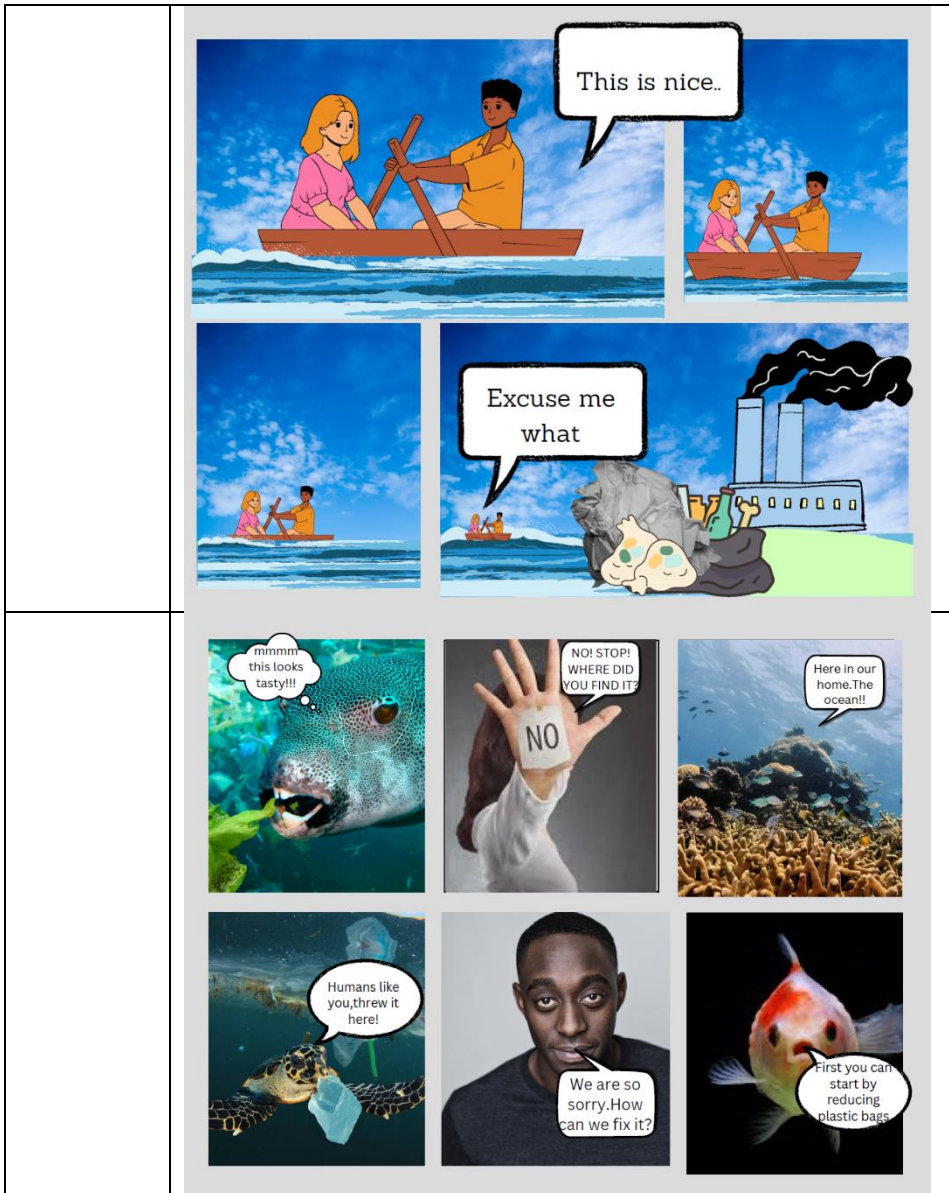 This is nice..
Excuse me
what
mmmm
this looks
tasty!!!
NO! STOP!
WHERE DID
YOU FIND IT?
NO
Here in our
home.The
ocean!!
Humans like
you,threw it
here!
We are so
sorry.How
can we fix it?
First you can
start by
reducing
plastic bags